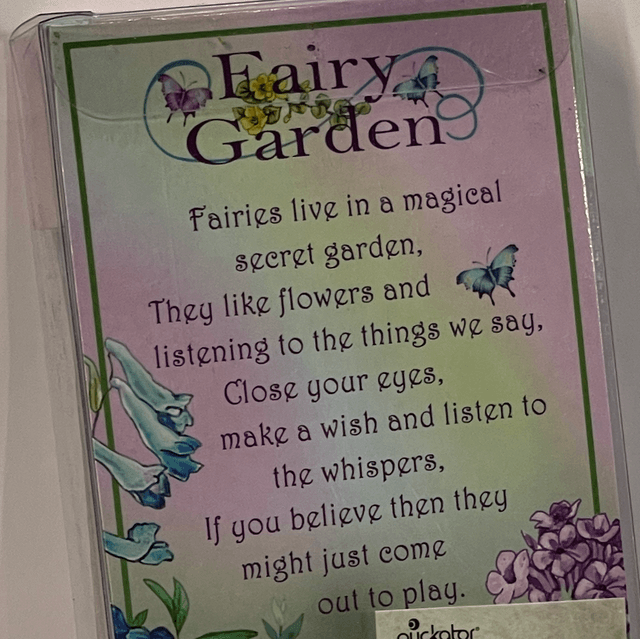 Fairy
Garden
Fairies live in a magical
secret garden,
They like flowers and
listening to the things we say,
Close your eyes,
make a wish and listen to
the whispers,
If you believe then they
might just come
out to play.
puckator